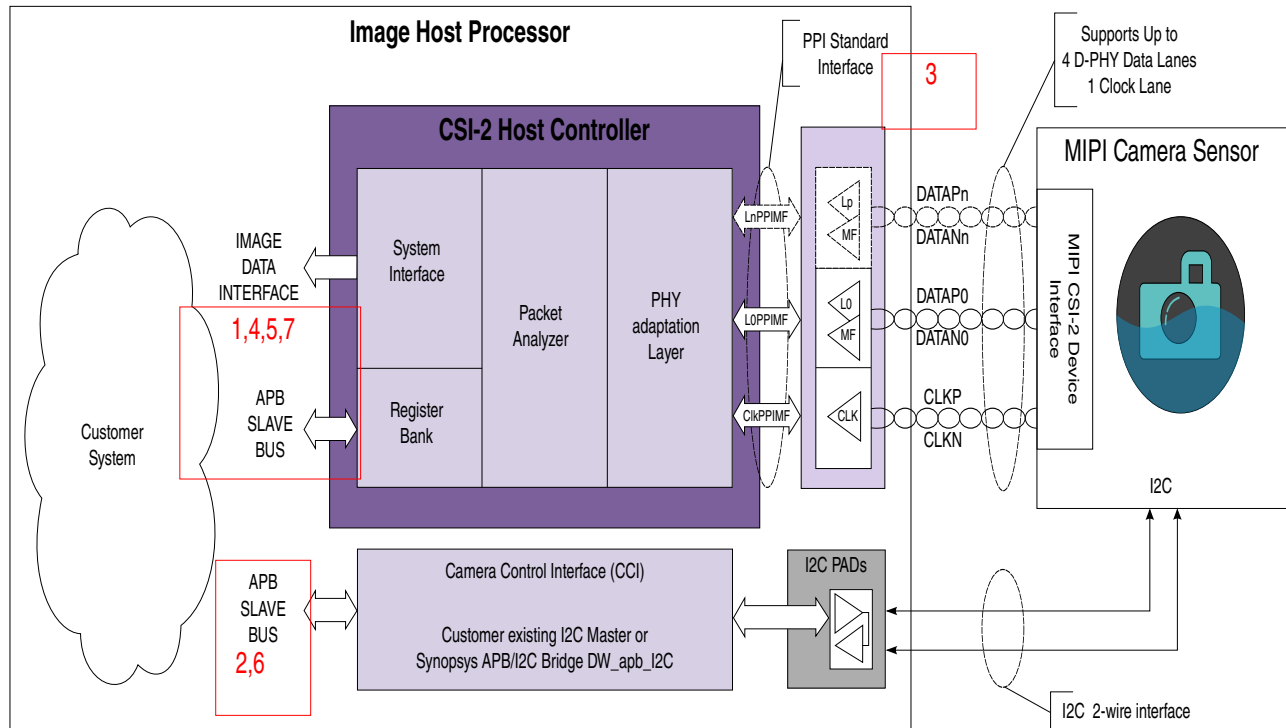 Image Host Processor
PPI Standard
Interface
3
Supports Up to
4 D-PHY Data Lanes
1 Clock Lane
CSI-2 Host Controller
MIPI Camera Sensor
System
Interface
Packet
Analyzer
PHY
adaptation
Layer
Register
Bank
IMAGE
DATA
INTERFACE
1,4,5,7
APB
SLAVE
BUS
Customer
System
LnPPIMF
L0PPIMF
ClkPPIMF
Lp
MF
L0
MF
CLK
DATAPn
DATANn
DATAP0
DATAN0
CLKP
CLKN
MIPI CSI-2 Device
Interface
I2C
APB
SLAVE
BUS
2,6
Camera Control Interface (CCI)
Customer existing I2C Master or
Synopsys APB/I2C Bridge DW_apb_I2C
I2C PADs
I2C 2-wire interface